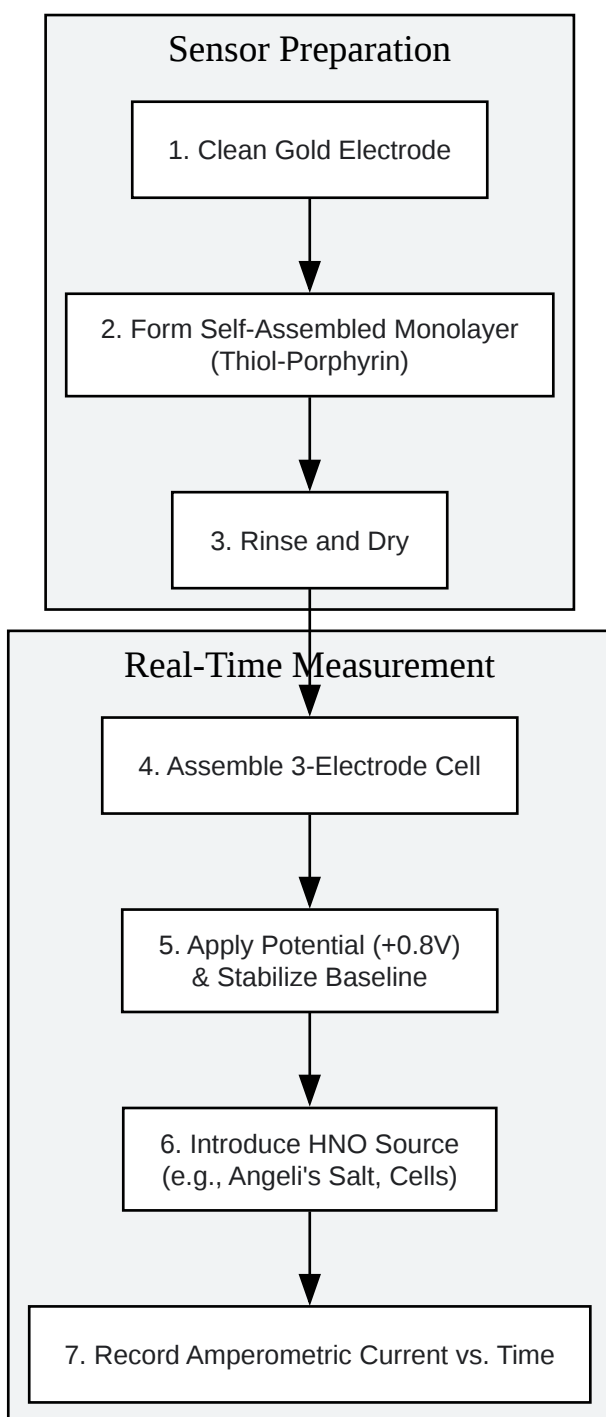 Sensor Preparation
1. Clean Gold Electrode
2. Form Self-Assembled Monolayer
(Thiol-Porphyrin)
3. Rinse and Dry
Real-Time Measurement
4. Assemble 3-Electrode Cell
5. Apply Potential (+0.8V)
& Stabilize Baseline
6. Introduce HNO Source
(e.g., Angeli's Salt, Cells)
7. Record Amperometric Current vs. Time